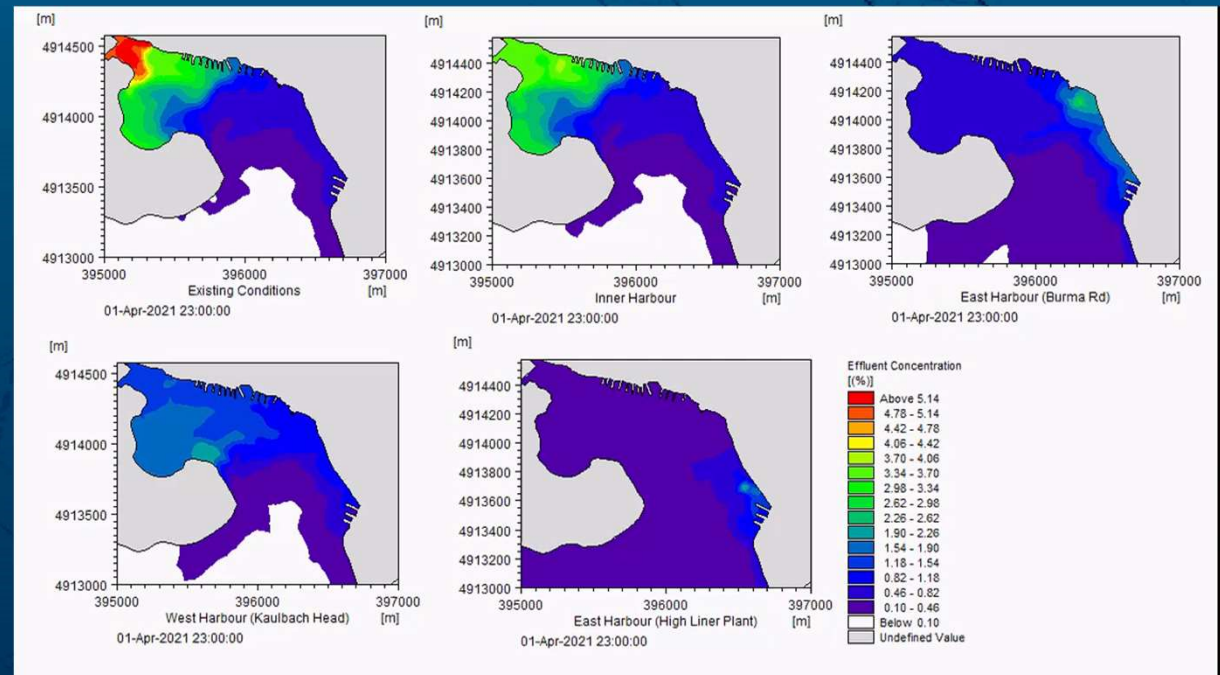 [m]
4914500
4914000
4913500
4913000
395000 396000 397000
Existing Conditions [m]
01-Apr-2021 23:00:00
[m]
4914400
4914200
4914000
4913800
4913600
4913400
4913200
4913000
395000 396000 397000
Inner Harbour [m]
01-Apr-2021 23:00:00
[m]
4914400
4914200
4914000
4913800
4913600
4913400
4913200
4913000
395000 396000 397000
East Harbour (Burma Rd) [m]
01-Apr-2021 23:00:00
[m]
4914500
4914000
4913500
4913000
395000 396000 397000
West Harbour (Kaulbach Head) [m]
01-Apr-2021 23:00:00
[m]
4914400
4914200
4914000
4913800
4913600
4913400
4913200
4913000
395000 396000 397000
East Harbour (High Liner Plant) [m]
01-Apr-2021 23:00:00
Effluent Concentration
[(%)]
Above 5.14
4.78 - 5.14
4.42 - 4.78
4.06 - 4.42
3.70 - 4.06
3.34 - 3.70
2.98 - 3.34
2.62 - 2.98
2.26 - 2.62
1.90 - 2.26
1.54 - 1.90
1.18 - 1.54
0.82 - 1.18
0.46 - 0.82
0.10 - 0.46
Below 0.10
Undefined Value